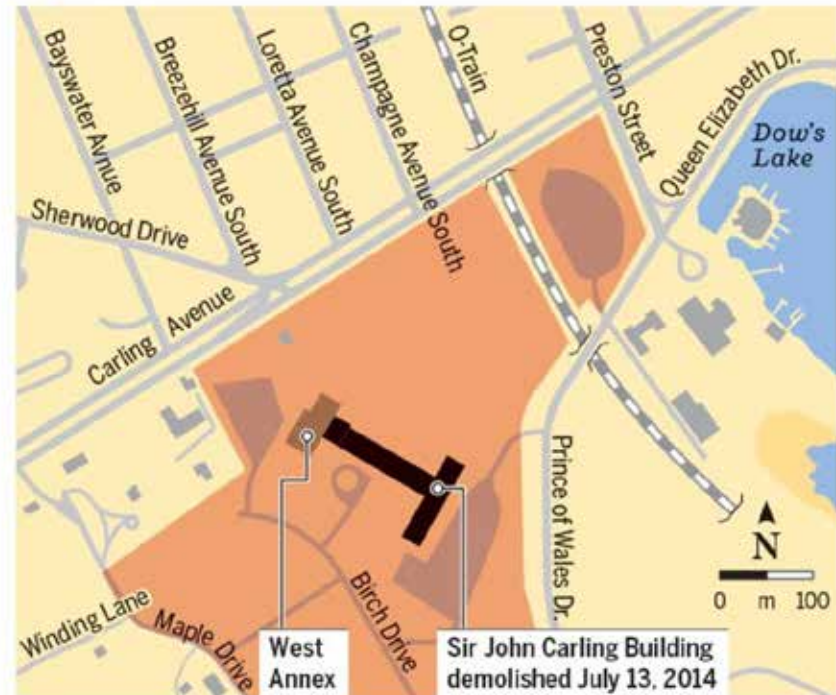 Bayswater Avnue
Breezehill Avenue South
Loretta Avenue South
Champagne Avenue South
O-Train
Preston Street
Queen Elizabeth Dr.
Dow's
Lake
Sherwood Drive
Carling Avenue
Prince of Wales Dr.
N
0 m 100
Winding Lane
Maple Drive
Birch Drive
West
Annex
Sir John Carling Building
demolished July 13, 2014